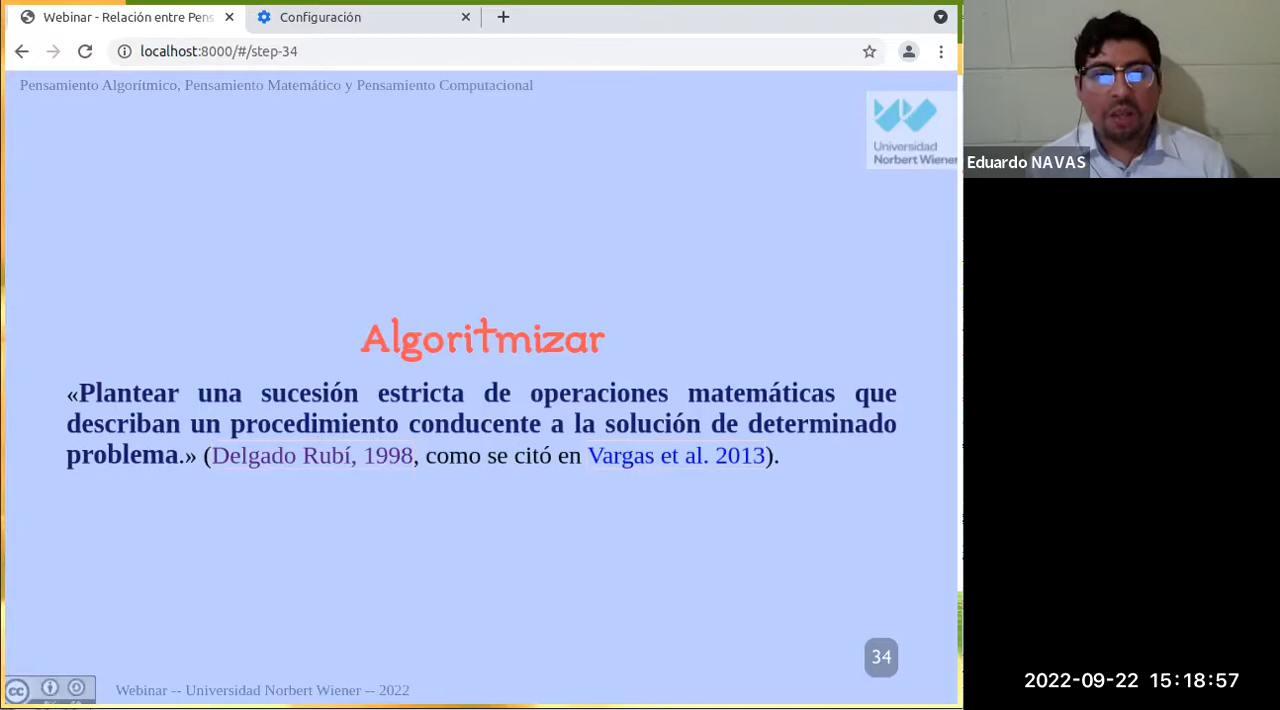 Webinar - Relación entre Pens
Configuración
localhost:8000/#/step-34
Pensamiento Algorítmico, Pensamiento Matemático y Pensamiento Computacional
Universidad
Norbert Wiener
Eduardo NAVAS
Algoritmizar
«Plantear una sucesión estricta de operaciones matemáticas que
describan un procedimiento conducente a la solución de determinado
problema.» (Delgado Rubí, 1998, como se citó en Vargas et al. 2013).
34
cc
Webinar -- Universidad Norbert Wiener -- 2022
2022-09-22 15:18:57